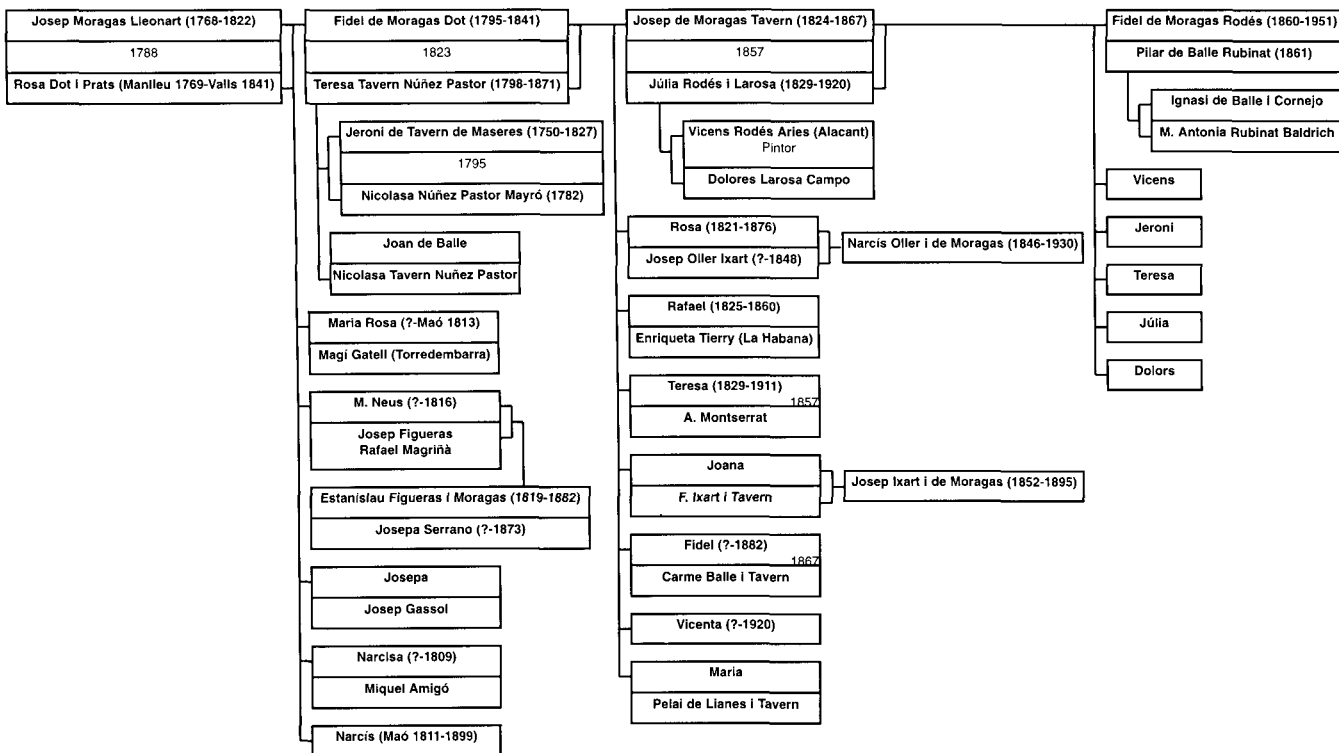 Josep Moragas Lleonart (1768-1822)
1788
Rosa Dot i Prats (Manlleu 1769-Valls 1841)
Fidel de Moragas Dot (1795-1841)
1823
Teresa Tavern Núñez Pastor (1798-1871)
Jeroni de Tavern de Maseres (1750-1827)
1795
Nicolasa Núñez Pastor Mayró (1782)
Joan de Balle
Nicolasa Tavern Nuñez Pastor
Maria Rosa (?-Maó 1813)
Magí Gatell (Torredembarra)
M. Neus (?-1816)
Josep Figueras
Rafael Magriñà
Estanislau Figueras i Moragas (1819-1882)
Josepa Serrano (?-1873)
Josepa
Josep Gassol
Narcisa (?-1809)
Miquel Amigó
Narcís (Maó 1811-1899)
Josep de Moragas Tavern (1824-1867)
1857
Júlia Rodés i Larosa (1829-1920)
Vicens Rodés Aries (Alacant)
Pintor
Dolores Larosa Campo
Rosa (1821-1876)
Josep Oller Ixart (?-1848)
Narcís Oller i de Moragas (1846-1930)
Rafael (1825-1860)
Enriqueta Tierry (La Habana)
Teresa (1829-1911)
1857
A. Montserrat
Joana
F. Ixart i Tavern
Josep Ixart i de Moragas (1852-1895)
Fidel (?-1882)
1867
Carme Balle i Tavern
Vicenta (?-1920)
Maria
Pelai de Llanes i Tavern
Fidel de Moragas Rodés (1860-1951)
Pilar de Balle Rubinat (1861)
Ignasi de Balle i Cornejo
M. Antonia Rubinat Baldrich
Vicens
Jeroni
Teresa
Júlia
Dolors